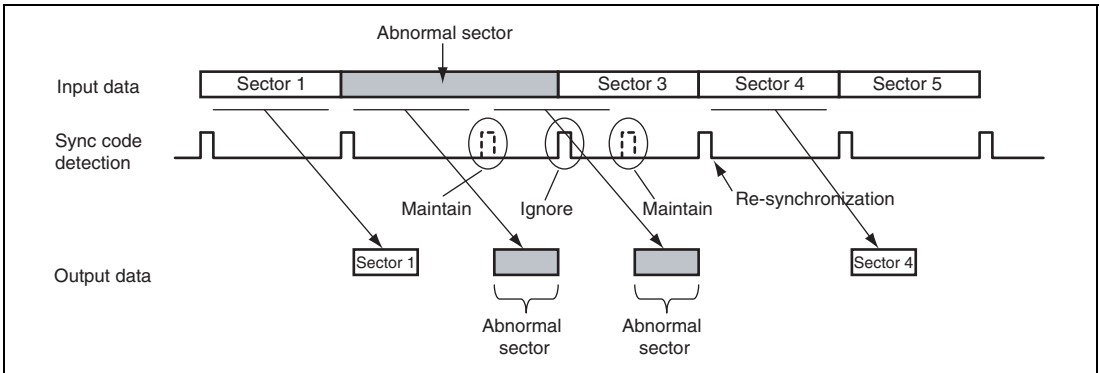 Abnormal sector
Input data
Sector 1
Sector 3
Sector 4
Sector 5
Sync code
detection
Maintain
Ignore
Maintain
Re-synchronization
Output data
Sector 1
Sector 4
Abnormal
sector
Abnormal
sector